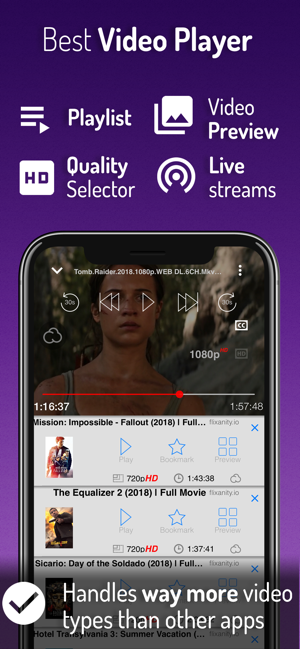 Best Video Player
Playlist
Video
Preview
HD
Quality
Selector
Live
streams
Tomb.Raider.2018.1080p.WEB DL.6CH.Mkv...
30s
30s
CC
1080p
HD
1:16:37
1:57:48
Mission: Impossible - Fallout (2018) I Full...
flixanity.io
Play
Bookmark
Preview
720pHD
1:43:38
The Equalizer 2 (2018) I Full Movie
flixanity.io
Play
Bookmark
Preview
720pHD
1:37:41
Sicario: Day of the Soldado (2018) I Full...
flixanity.io
Handles way more video
types than other apps
Hotel Transylvania 3: Summer Vacation (...